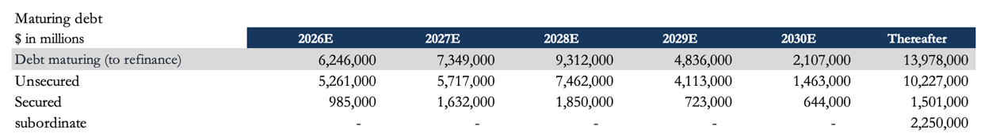 Maturing debt
$ in millions 2026E 2027E 2028E 2029E 2030E Thereafter
Debt maturing (to refinance) 6,246,000 7,349,000 9,312,000 4,836,000 2,107,000 13,978,000
Unsecured 5,261,000 5,717,000 7,462,000 4,113,000 1,463,000 10,227,000
Secured 985,000 1,632,000 1,850,000 723,000 644,000 1,501,000
subordinate - - - - - 2,250,000